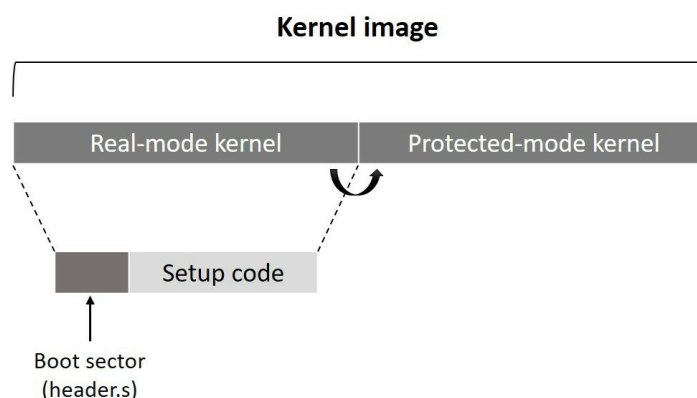 Kernel image
Real-mode kernel
Protected-mode kernel
Setup code
Boot sector
(header.s)